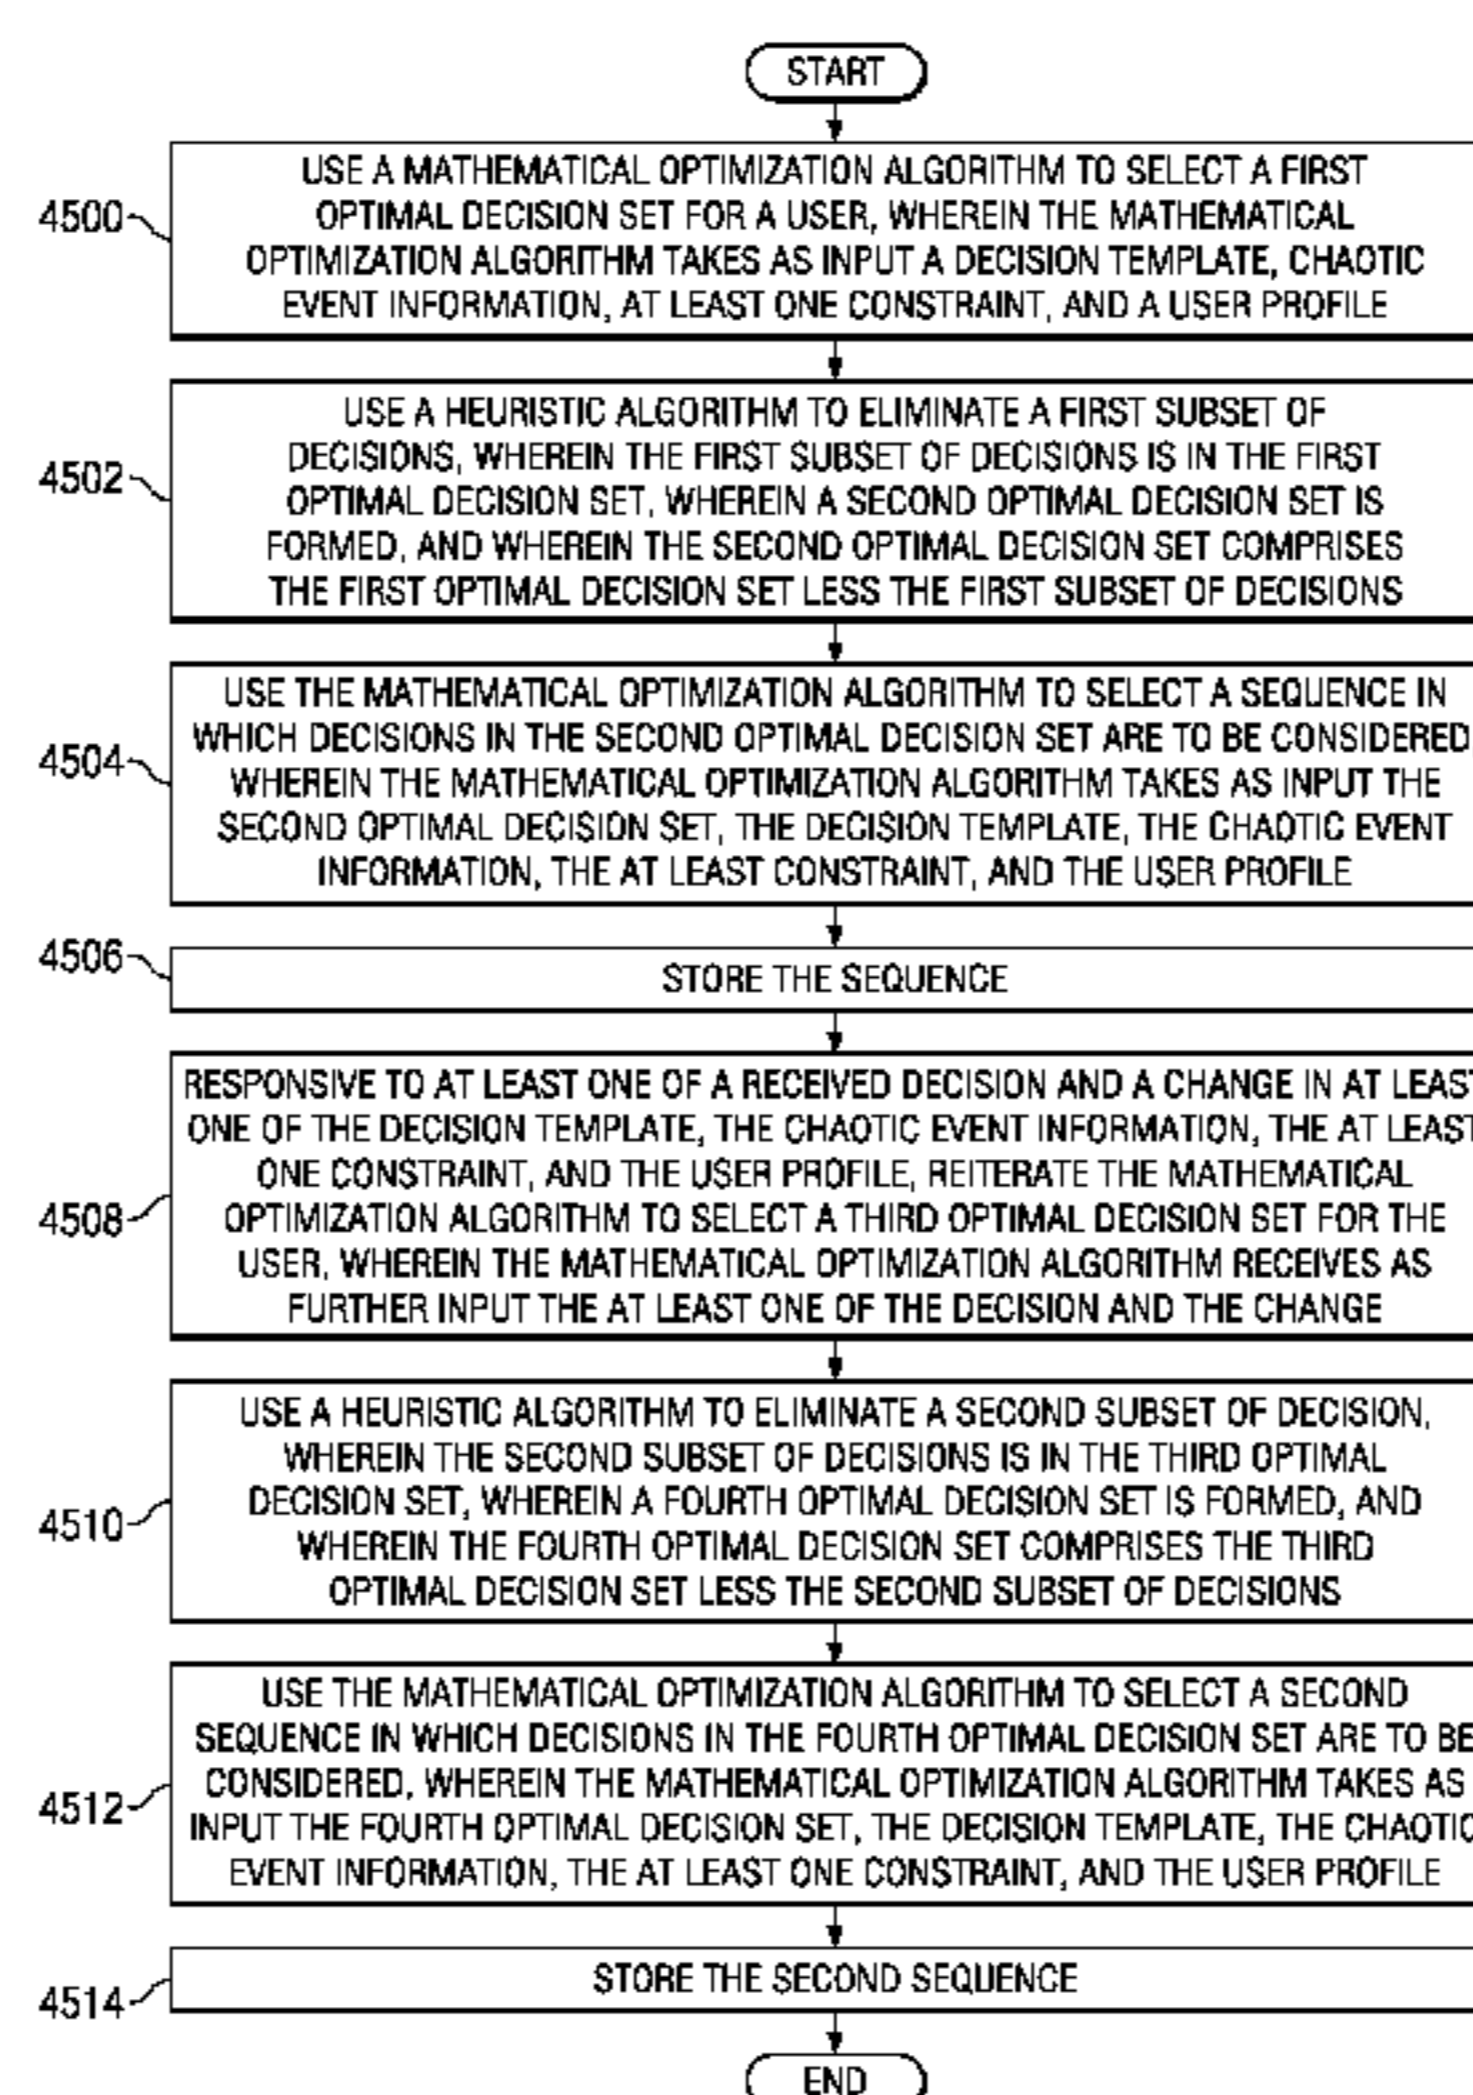 START
USE A MATHEMATICAL OPTIMIZATION ALGORITHM TO SELECT A FIRST
OPTIMAL DECISION SET FOR A USER, WHEREIN THE MATHEMATICAL
OPTIMIZATION ALGORITHM TAKES AS INPUT A DECISION TEMPLATE, CHAOTIC
EVENT INFORMATION, AT LEAST ONE CONSTRAINT, AND A USER PROFILE
4500
USE A HEURISTIC ALGORITHM TO ELIMINATE A FIRST SUBSET OF
DECISIONS, WHEREIN THE FIRST SUBSET OF DECISIONS IS IN THE FIRST
OPTIMAL DECISION SET, WHEREIN A SECOND OPTIMAL DECISION SET IS
FORMED, AND WHEREIN THE SECOND OPTIMAL DECISION SET COMPRISES
THE FIRST OPTIMAL DECISION SET LESS THE FIRST SUBSET OF DECISIONS
4502
USE THE MATHEMATICAL OPTIMIZATION ALGORITHM TO SELECT A SEQUENCE IN
WHICH DECISIONS IN THE SECOND OPTIMAL DECISION SET ARE TO BE CONSIDERED,
WHEREIN THE MATHEMATICAL OPTIMIZATION ALGORITHM TAKES AS INPUT THE
SECOND OPTIMAL DECISION SET, THE DECISION TEMPLATE, THE CHAOTIC EVENT
INFORMATION, THE AT LEAST CONSTRAINT, AND THE USER PROFILE
4504
4506
STORE THE SEQUENCE
RESPONSIVE TO AT LEAST ONE OF A RECEIVED DECISION AND A CHANGE IN AT LEAST
ONE OF THE DECISION TEMPLATE, THE CHAOTIC EVENT INFORMATION, THE AT LEAST
ONE CONSTRAINT, AND THE USER PROFILE, REITERATE THE MATHEMATICAL
OPTIMIZATION ALGORITHM TO SELECT A THIRD OPTIMAL DECISION SET FOR THE
USER, WHEREIN THE MATHEMATICAL OPTIMIZATION ALGORITHM RECEIVES AS
FURTHER INPUT THE AT LEAST ONE OF THE DECISION AND THE CHANGE
4508
USE A HEURISTIC ALGORITHM TO ELIMINATE A SECOND SUBSET OF DECISION,
WHEREIN THE SECOND SUBSET OF DECISIONS IS IN THE THIRD OPTIMAL
DECISION SET, WHEREIN A FOURTH OPTIMAL DECISION SET IS FORMED, AND
WHEREIN THE FOURTH OPTIMAL DECISION SET COMPRISES THE THIRD
OPTIMAL DECISION SET LESS THE SECOND SUBSET OF DECISIONS
4510
USE THE MATHEMATICAL OPTIMIZATION ALGORITHM TO SELECT A SECOND
SEQUENCE IN WHICH DECISIONS IN THE FOURTH OPTIMAL DECISION SET ARE TO BE
CONSIDERED, WHEREIN THE MATHEMATICAL OPTIMIZATION ALGORITHM TAKES AS
INPUT THE FOURTH OPTIMAL DECISION SET, THE DECISION TEMPLATE, THE CHAOTIC
EVENT INFORMATION, THE AT LEAST ONE CONSTRAINT, AND THE USER PROFILE
4512
STORE THE SECOND SEQUENCE
4514
END